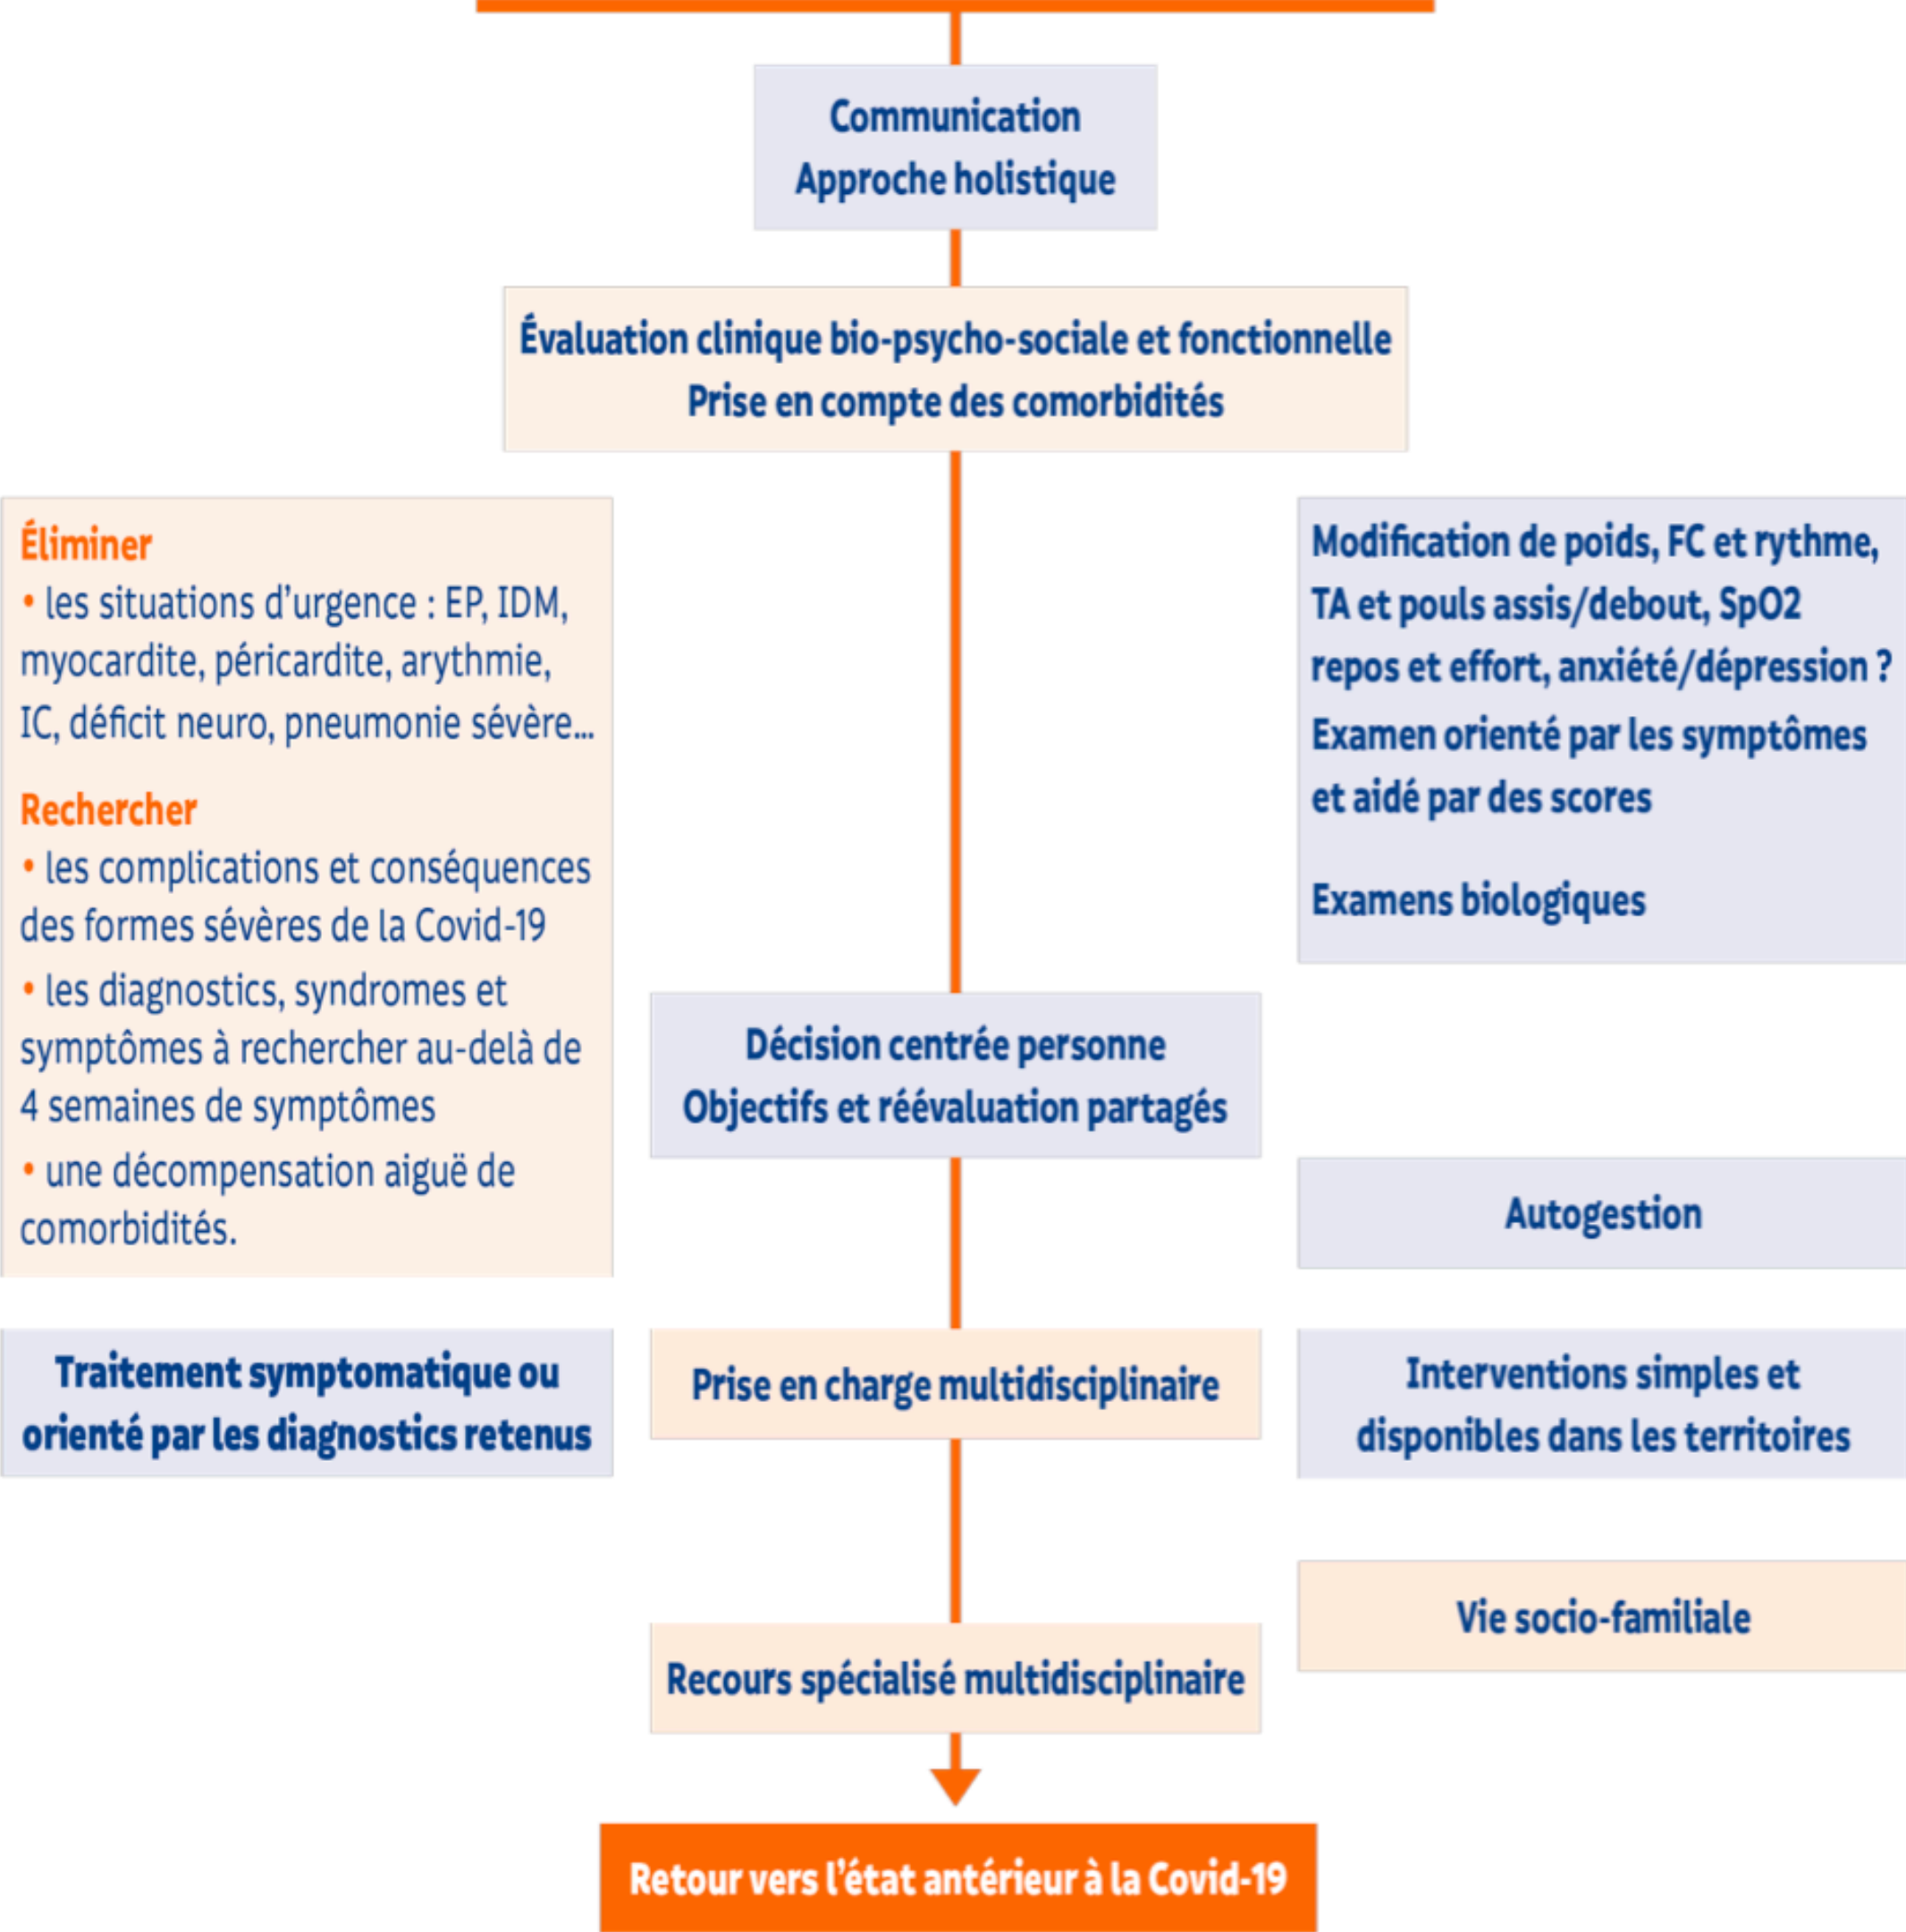 Communication
Approche holistique
Évaluation clinique bio-psycho-sociale et fonctionnelle
Prise en compte des comorbidités
Éliminer
• les situations d’urgence : EP, IDM,
myocardite, péricardite, arythmie,
IC, déficit neuro, pneumonie sévère...
Rechercher
• les complications et conséquences
des formes sévères de la Covid-19
• les diagnostics, syndromes et
symptômes à rechercher au-delà de
4 semaines de symptômes
• une décompensation aiguë de
comorbidités.
Modification de poids, FC et rythme,
TA et pouls assis/debout, SpO2
repos et effort, anxiété/dépression ?
Examen orienté par les symptômes
et aidé par des scores
Examens biologiques
Décision centrée personne
Objectifs et réévaluation partagés
Autogestion
Traitement symptomatique ou
orienté par les diagnostics retenus
Prise en charge multidisciplinaire
Interventions simples et
disponibles dans les territoires
Vie socio-familiale
Recours spécialisé multidisciplinaire
Retour vers l’état antérieur à la Covid-19